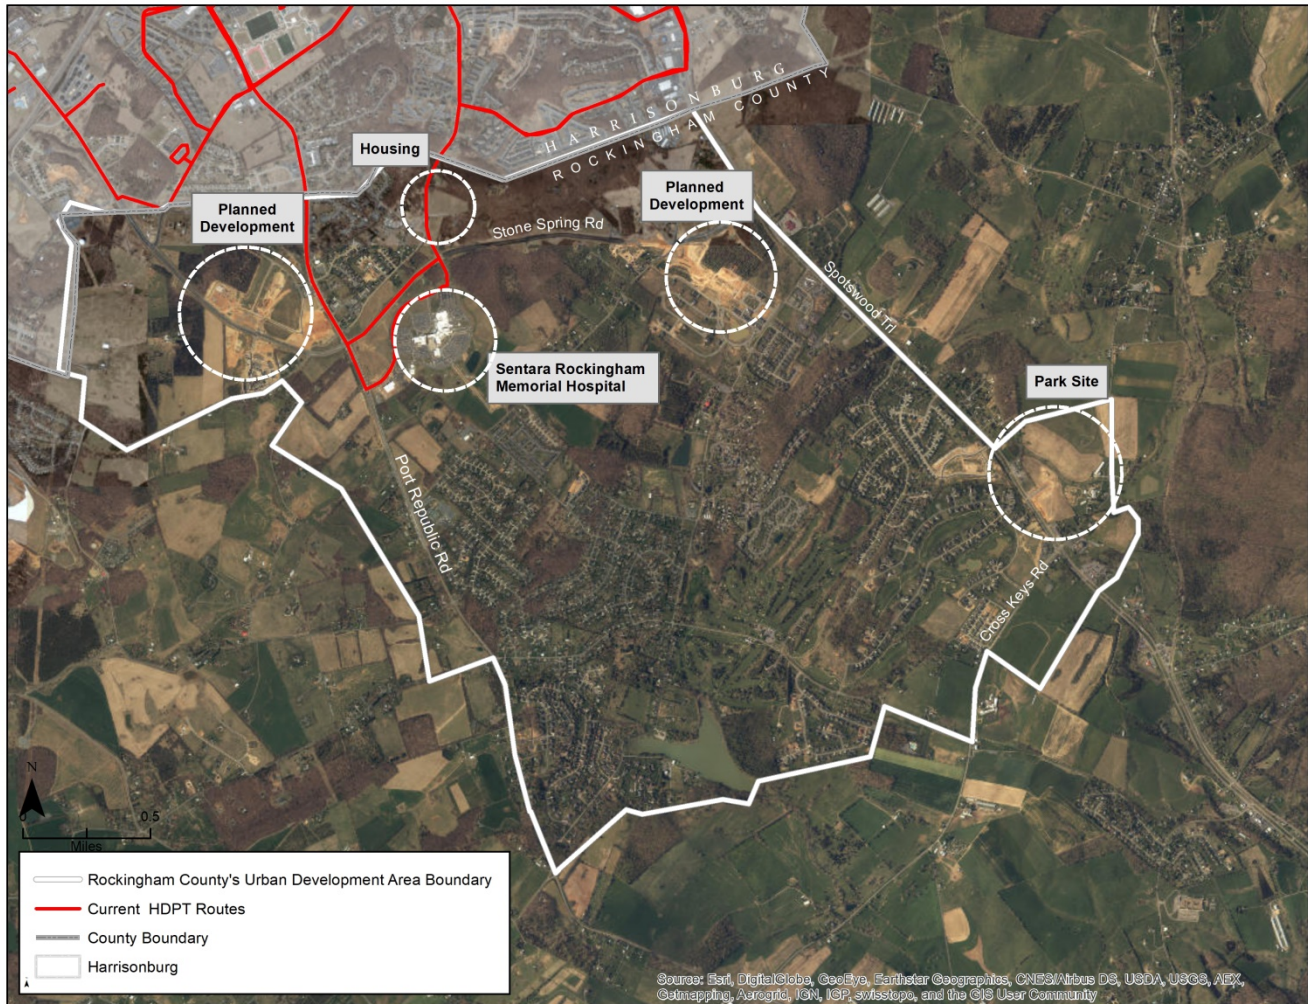 HARRISONBURG
ROCKINGHAM COUNTY
Housing
Planned
Development
Planned
Development
Stone Spring Rd
Spotswood Trl
Sentara Rockingham
Memorial Hospital
Park Site
Port Republic Rd
Cross Keys Rd
N
0 0.5
Miles
Rockingham County's Urban Development Area Boundary
Current HDPT Routes
County Boundary
Harrisonburg
Source: Esri, DigitalGlobe, GeoEye, Earthstar Geographics, CNES/Airbus DS, USDA, USGS, AEX,
Getmapping, Aerogrid, IGN, IGP, swisstopo, and the GIS User Community